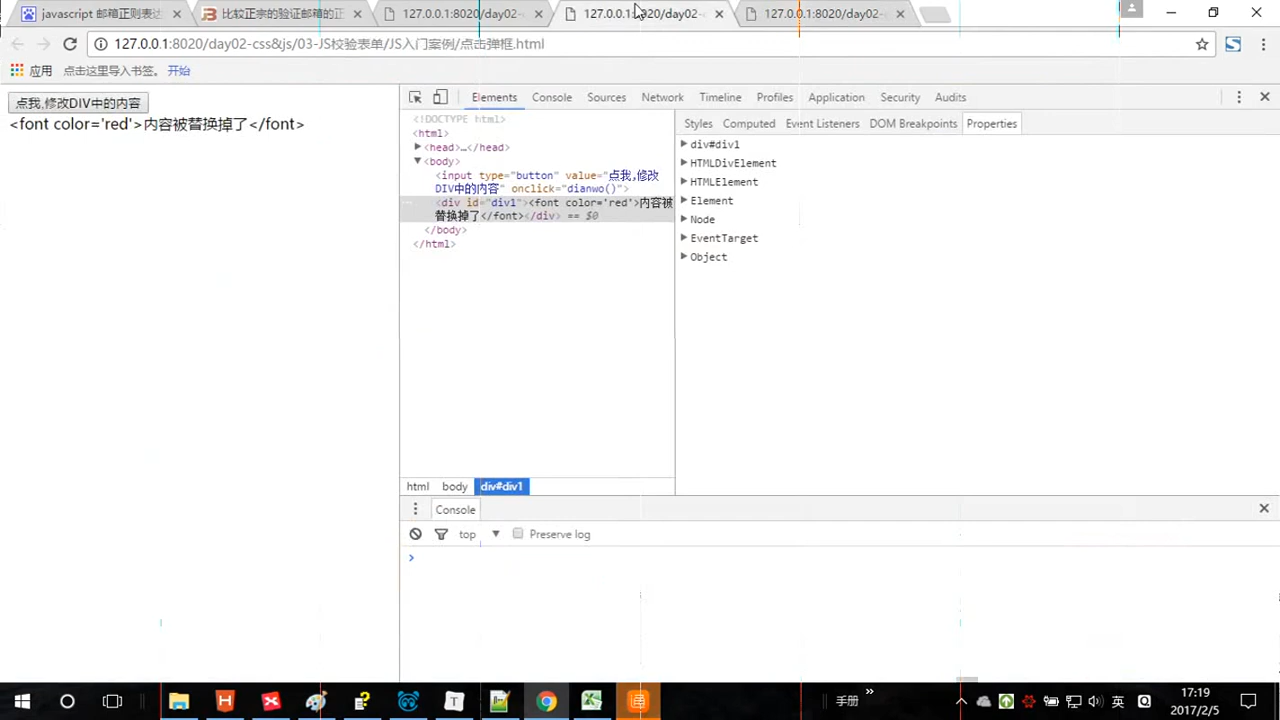 javascript 邮箱正则表达
比较正宗的验证邮箱的正
127.0.0.1:8020/day02-
127.0.0.1:8020/day02-
127.0.0.1:8020/day02-
127.0.0.1:8020/day02-css&js/03-JS校验表单/JS入门案例/点击弹框.html
应用 点击这里导入书签。 开始
点我,修改DIV中的内容
<font color='red'>内容被替换掉了</font>
Elements Console Sources Network Timeline Profiles Application Security Audits
<!DOCTYPE html>
<html>
<head>…</head>
<body>
<input type="button" value="点我,修改
DIV中的内容" onclick="dianwo()">
<div id="div1"><font color='red'>内容被
替换掉了</font></div> == $0
</body>
</html>
html body div#div1
Styles Computed Event Listeners DOM Breakpoints Properties
div#div1
HTMLDivElement
HTMLElement
Element
Node
EventTarget
Object
Console
top Preserve log
手册 英 17:19
2017/2/5